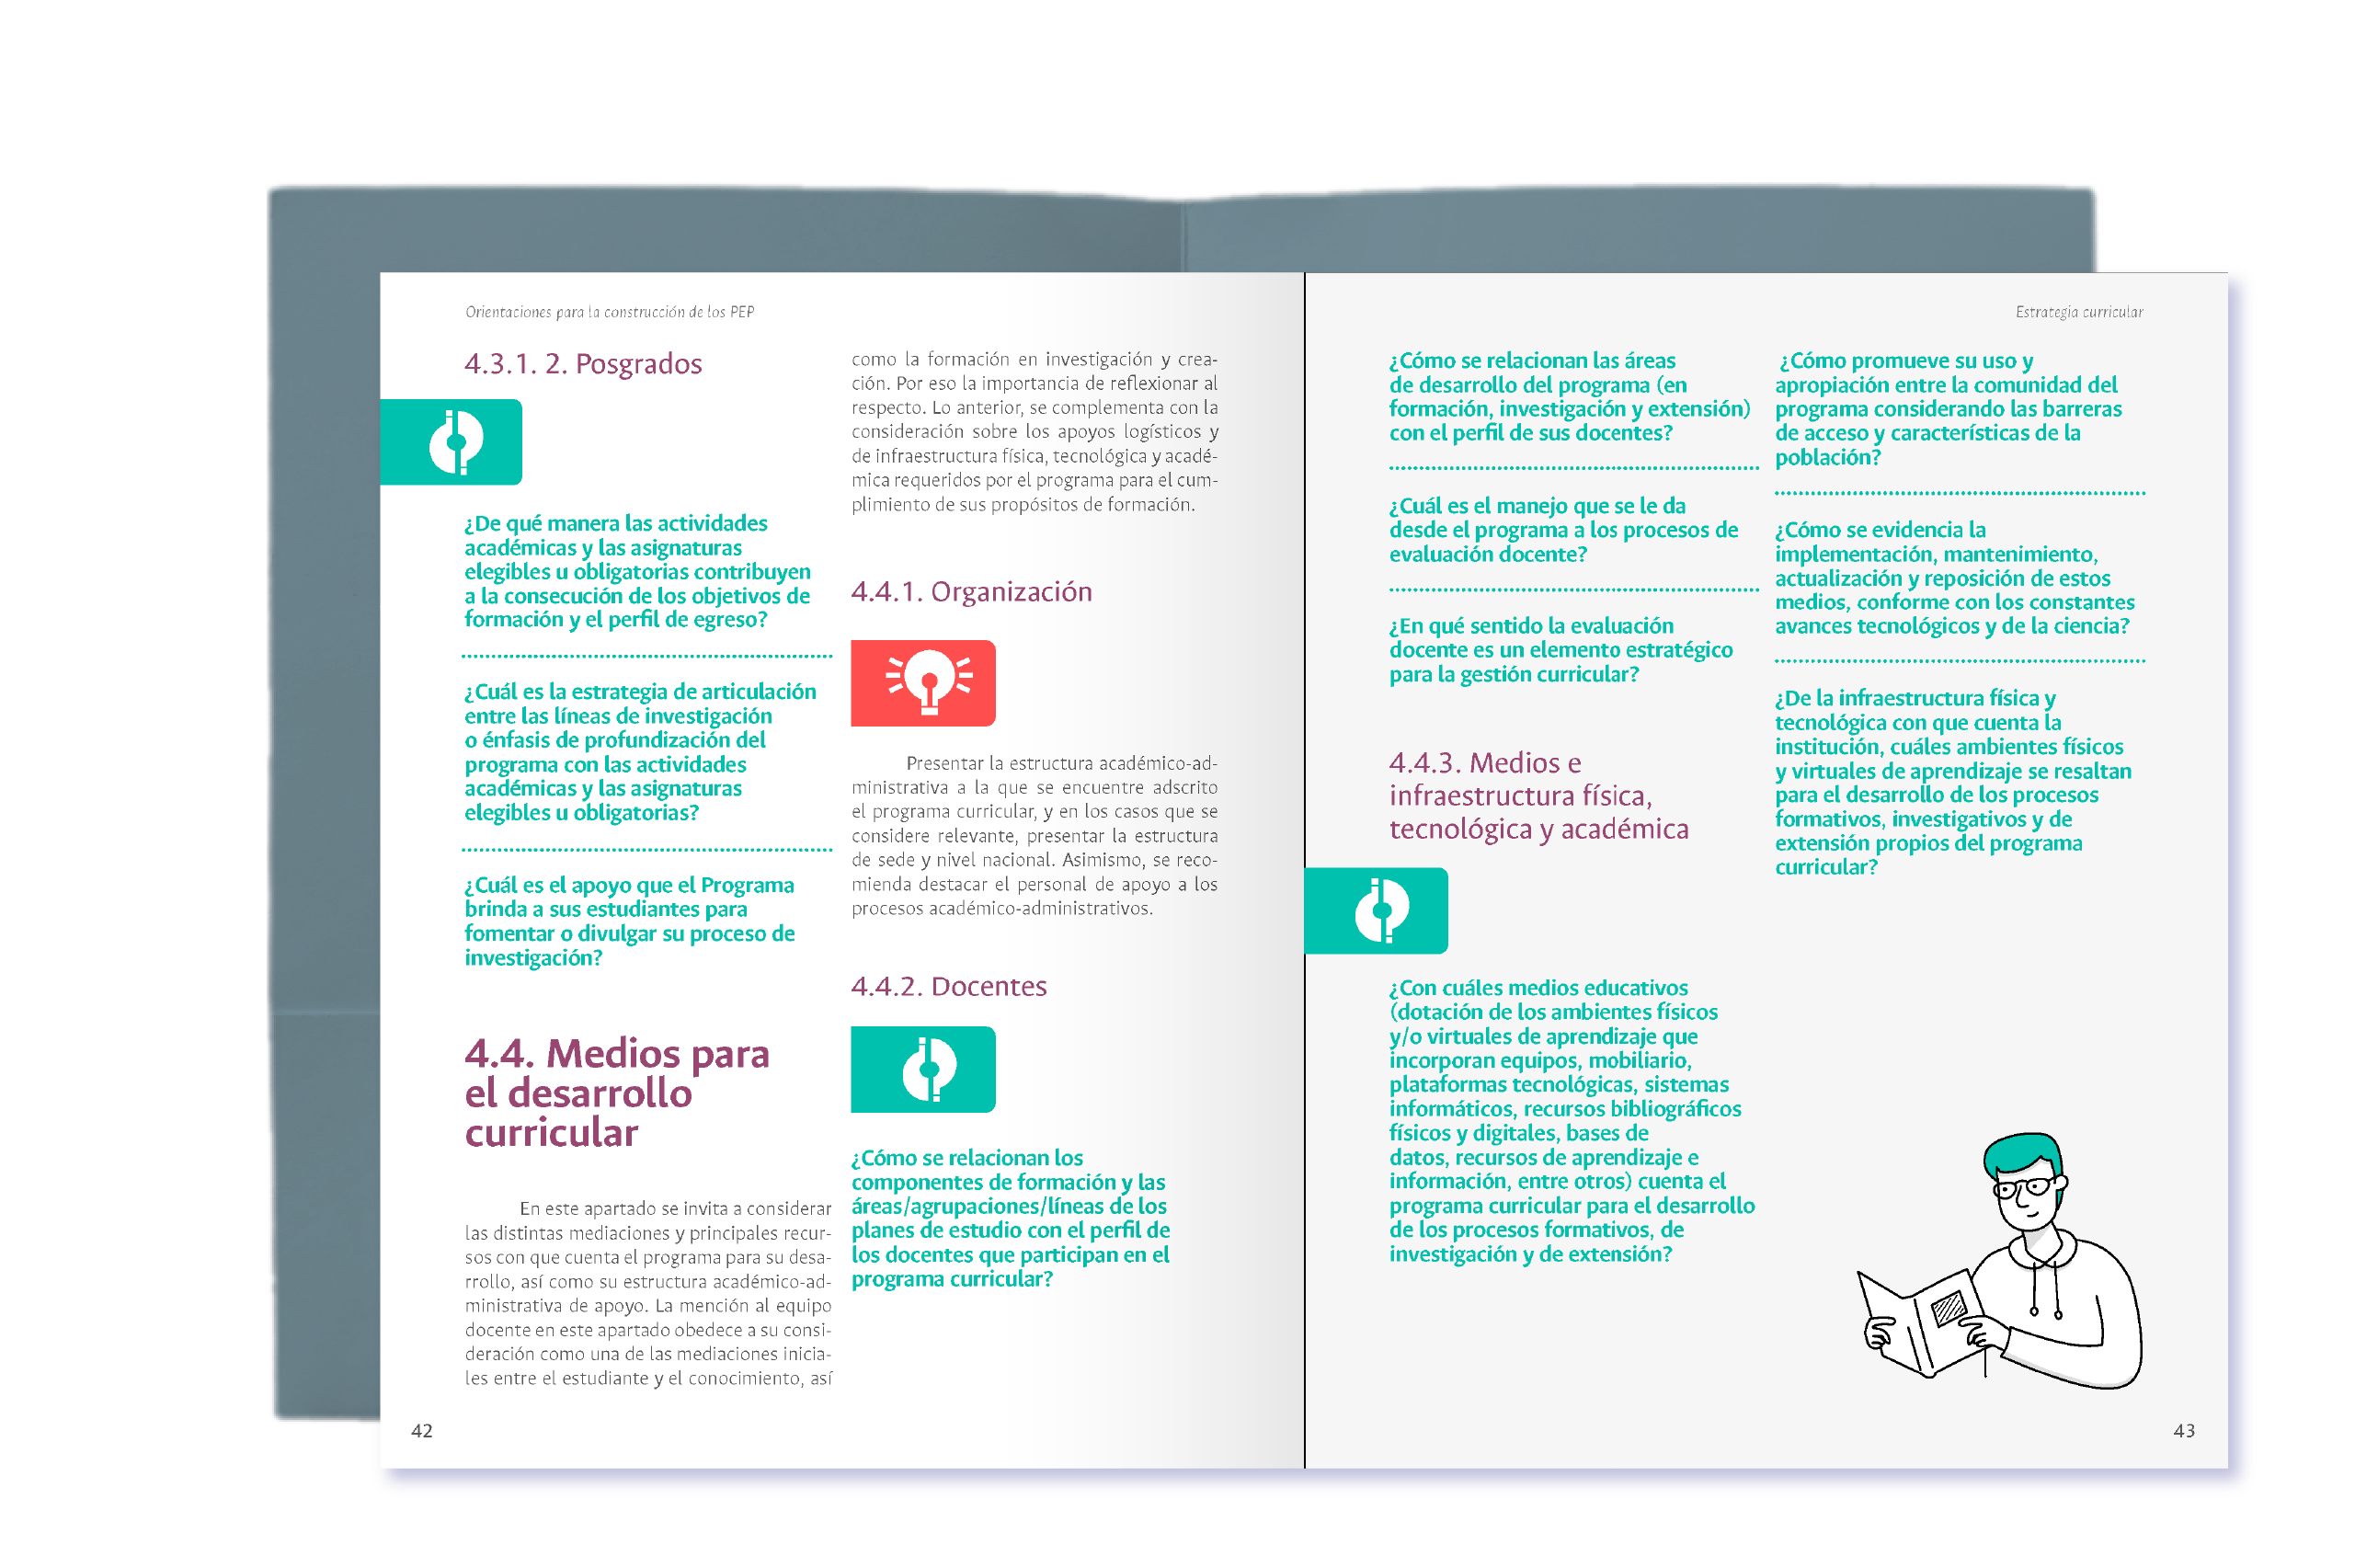 Orientaciones para la construcción de los PEP
4.3.1. 2. Posgrados
¿De qué manera las actividades
académicas y las asignaturas
elegibles u obligatorias contribuyen
a la consecución de los objetivos de
formación y el perfil de egreso?
¿Cuál es la estrategia de articulación
entre las líneas de investigación
o énfasis de profundización del
programa con las actividades
académicas y las asignaturas
elegibles u obligatorias?
¿Cuál es el apoyo que el Programa
brinda a sus estudiantes para
fomentar o divulgar su proceso de
investigación?
4.4. Medios para
el desarrollo
curricular
En este apartado se invita a considerar
las distintas mediaciones y principales recur-
sos con que cuenta el programa para su desa-
rrollo, así como su estructura académico-ad-
ministrativa de apoyo. La mención al equipo
docente en este apartado obedece a su consi-
deración como una de las mediaciones inicia-
les entre el estudiante y el conocimiento, así
como la formación en investigación y crea-
ción. Por eso la importancia de reflexionar al
respecto. Lo anterior, se complementa con la
consideración sobre los apoyos logísticos y
de infraestructura física, tecnológica y acadé-
mica requeridos por el programa para el cum-
plimiento de sus propósitos de formación.
4.4.1. Organización
Presentar la estructura académico-ad-
ministrativa a la que se encuentre adscrito
el programa curricular, y en los casos que se
considere relevante, presentar la estructura
de sede y nivel nacional. Asimismo, se reco-
mienda destacar el personal de apoyo a los
procesos académico-administrativos.
4.4.2. Docentes
¿Cómo se relacionan los
componentes de formación y las
áreas/agrupaciones/líneas de los
planes de estudio con el perfil de
los docentes que participan en el
programa curricular?
42
Estrategia curricular
¿Cómo se relacionan las áreas
de desarrollo del programa (en
formación, investigación y extensión)
con el perfil de sus docentes?
¿Cuál es el manejo que se le da
desde el programa a los procesos de
evaluación docente?
¿En qué sentido la evaluación
docente es un elemento estratégico
para la gestión curricular?
4.4.3. Medios e
infraestructura física,
tecnológica y académica
¿Con cuáles medios educativos
(dotación de los ambientes físicos
y/o virtuales de aprendizaje que
incorporan equipos, mobiliario,
plataformas tecnológicas, sistemas
informáticos, recursos bibliográficos
físicos y digitales, bases de
datos, recursos de aprendizaje e
información, entre otros) cuenta el
programa curricular para el desarrollo
de los procesos formativos, de
investigación y de extensión?
¿Cómo promueve su uso y
apropiación entre la comunidad del
programa considerando las barreras
de acceso y características de la
población?
¿Cómo se evidencia la
implementación, mantenimiento,
actualización y reposición de estos
medios, conforme con los constantes
avances tecnológicos y de la ciencia?
¿De la infraestructura física y
tecnológica con que cuenta la
institución, cuáles ambientes físicos
y virtuales de aprendizaje se resaltan
para el desarrollo de los procesos
formativos, investigativos y de
extensión propios del programa
curricular?
43